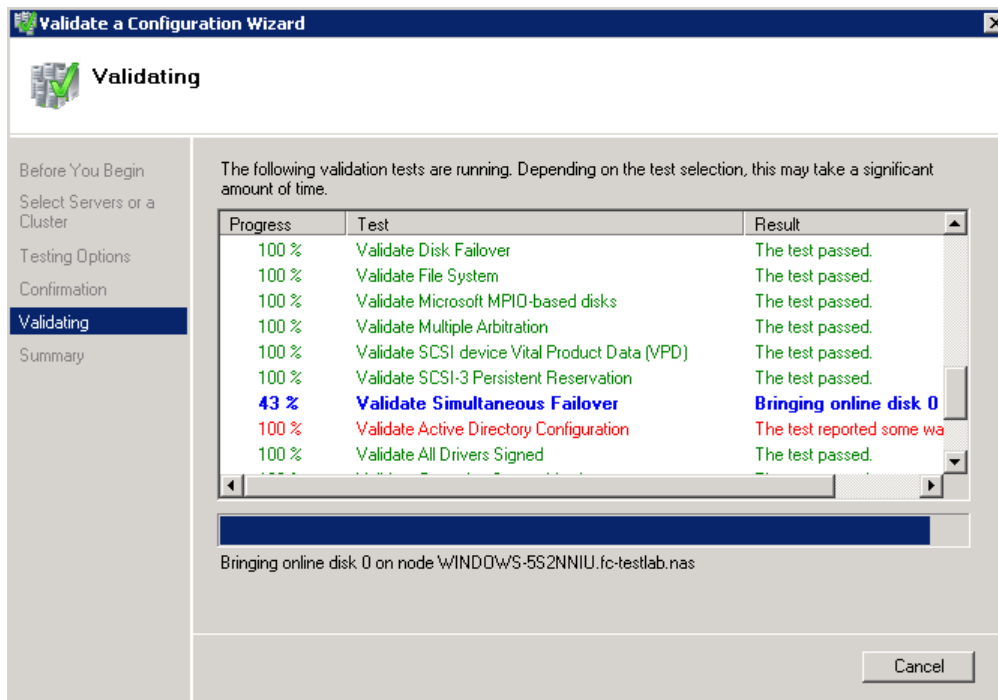 Validate a Configuration Wizard
Validating
Before You Begin
Select Servers or a
Cluster
Testing Options
Confirmation
Validating
Summary
The following validation tests are running. Depending on the test selection, this may take a significant
amount of time.
Progress Test Result
100 % Validate Disk Failover The test passed.
100 % Validate File System The test passed.
100 % Validate Microsoft MPIO-based disks The test passed.
100 % Validate Multiple Arbitration The test passed.
100 % Validate SCSI device Vital Product Data (VPD) The test passed.
100 % Validate SCSI-3 Persistent Reservation The test passed.
43 % Validate Simultaneous Failover Bringing online disk 0
100 % Validate Active Directory Configuration The test reported some wa
100 % Validate All Drivers Signed The test passed.
Bringing online disk 0 on node WINDOWS-5S2NNIU.fc-testlab.nas
Cancel